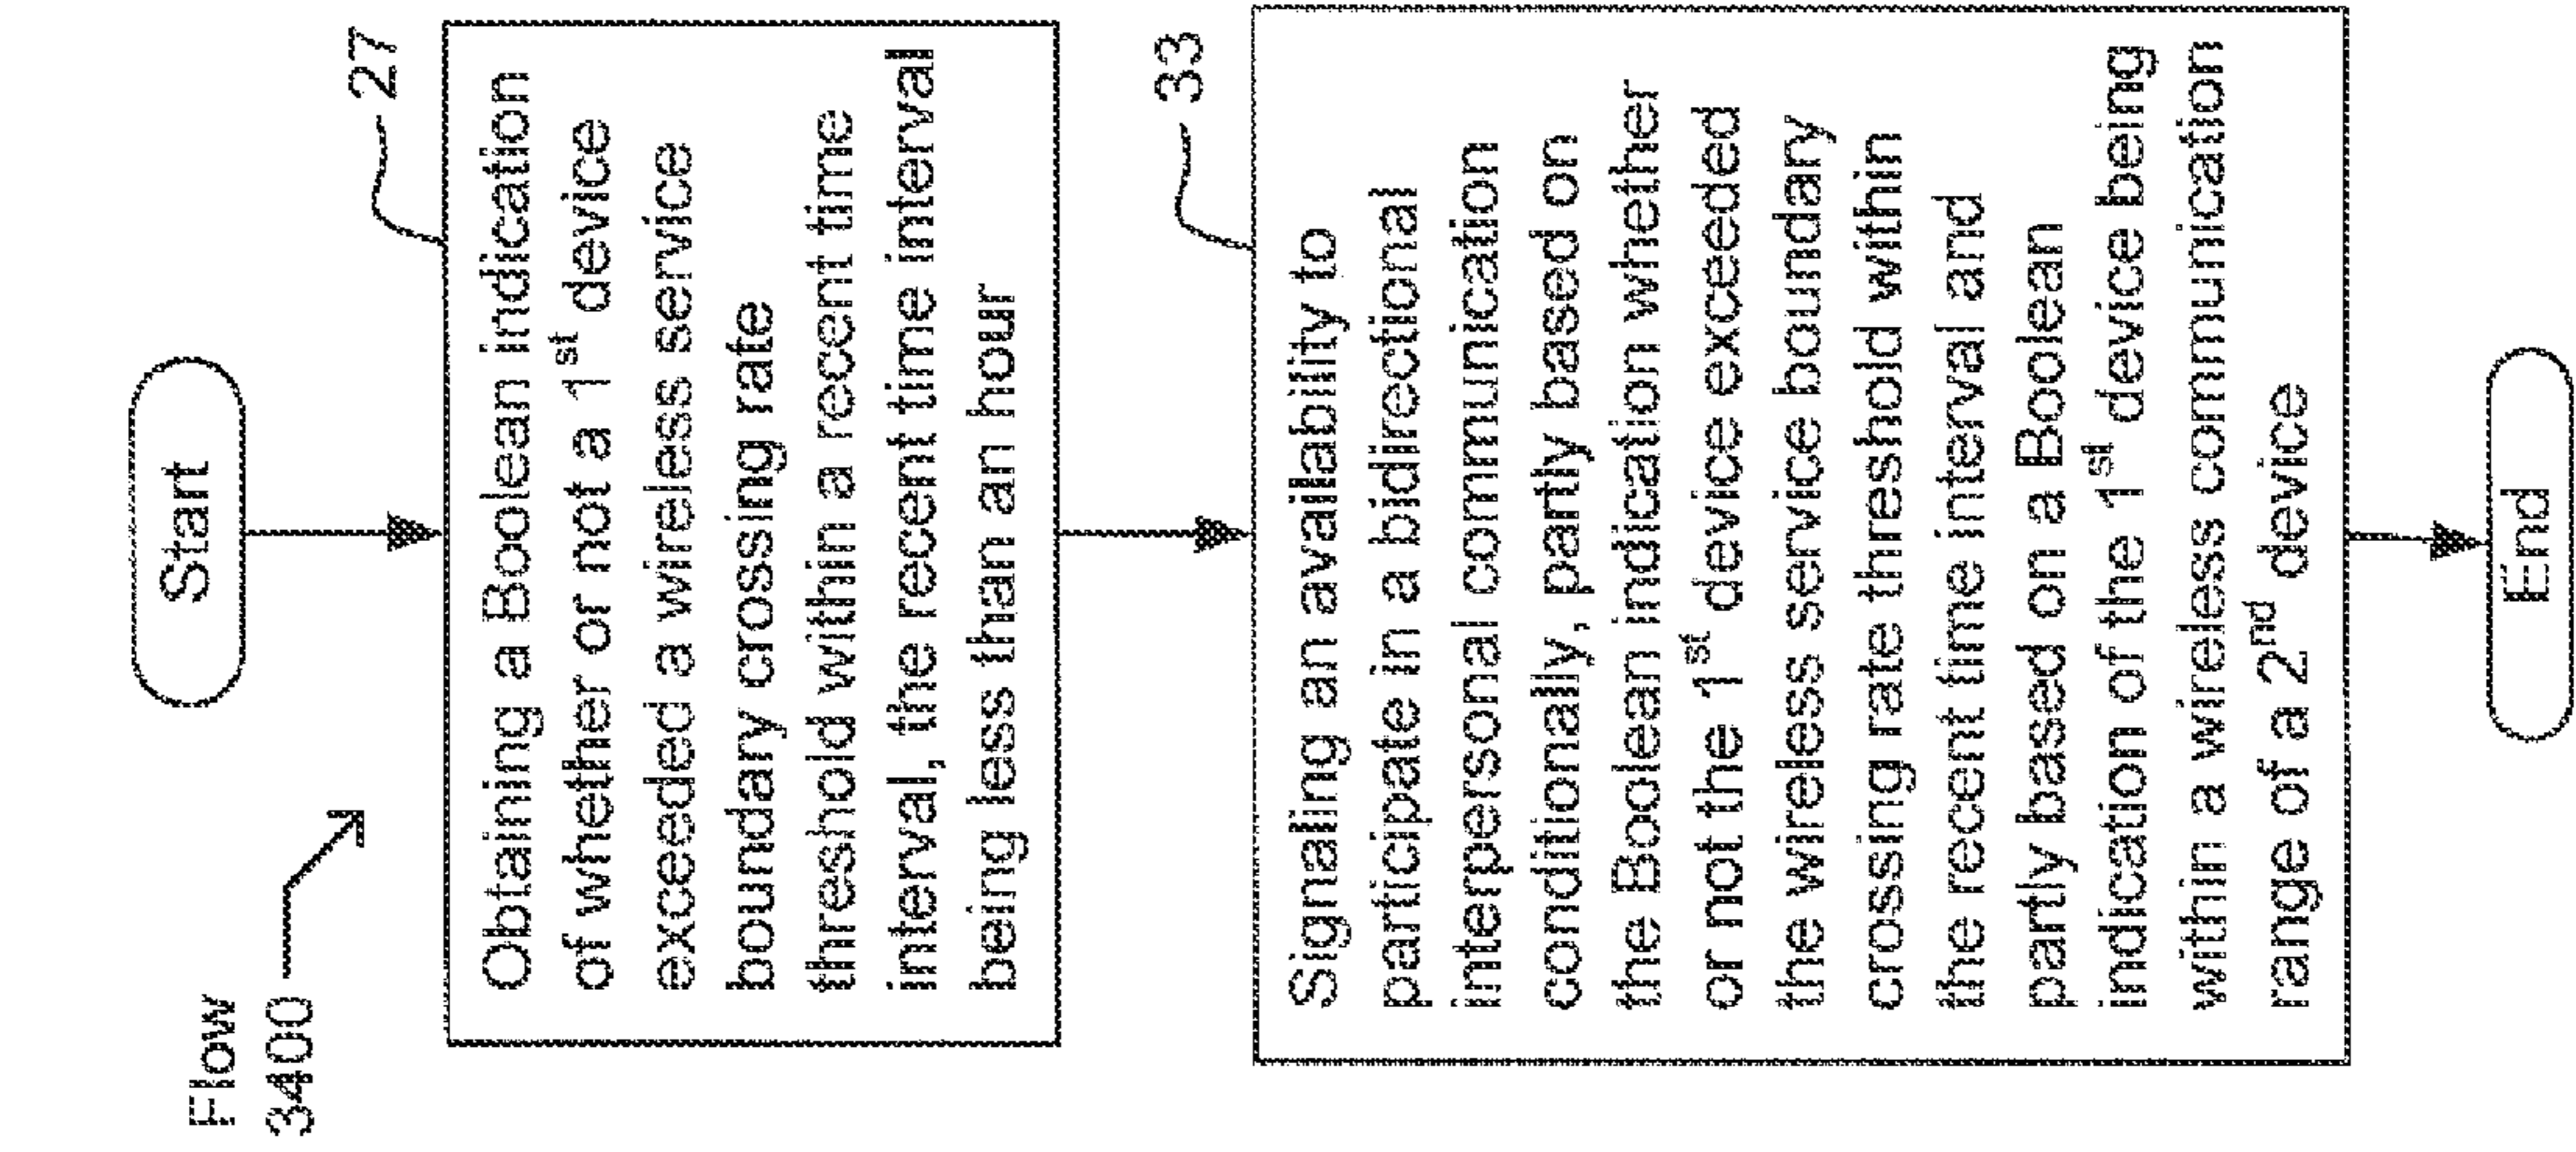 Flow
3400
Start
27
Obtaining a Boolean indication
of whether or not a 1st device
exceeded a wireless service
boundary crossing rate
threshold within a recent time
interval, the recent time interval
being less than an hour
33
Signaling an availability to
participate in a bidirectional
interpersonal communication
conditionally, partly based on
the Boolean indication whether
or not the 1st device exceeded
the wireless service boundary
crossing rate threshold within
the recent time interval and
partly based on a Boolean
indication of the 1st device being
within a wireless communication
range of a 2nd device
End